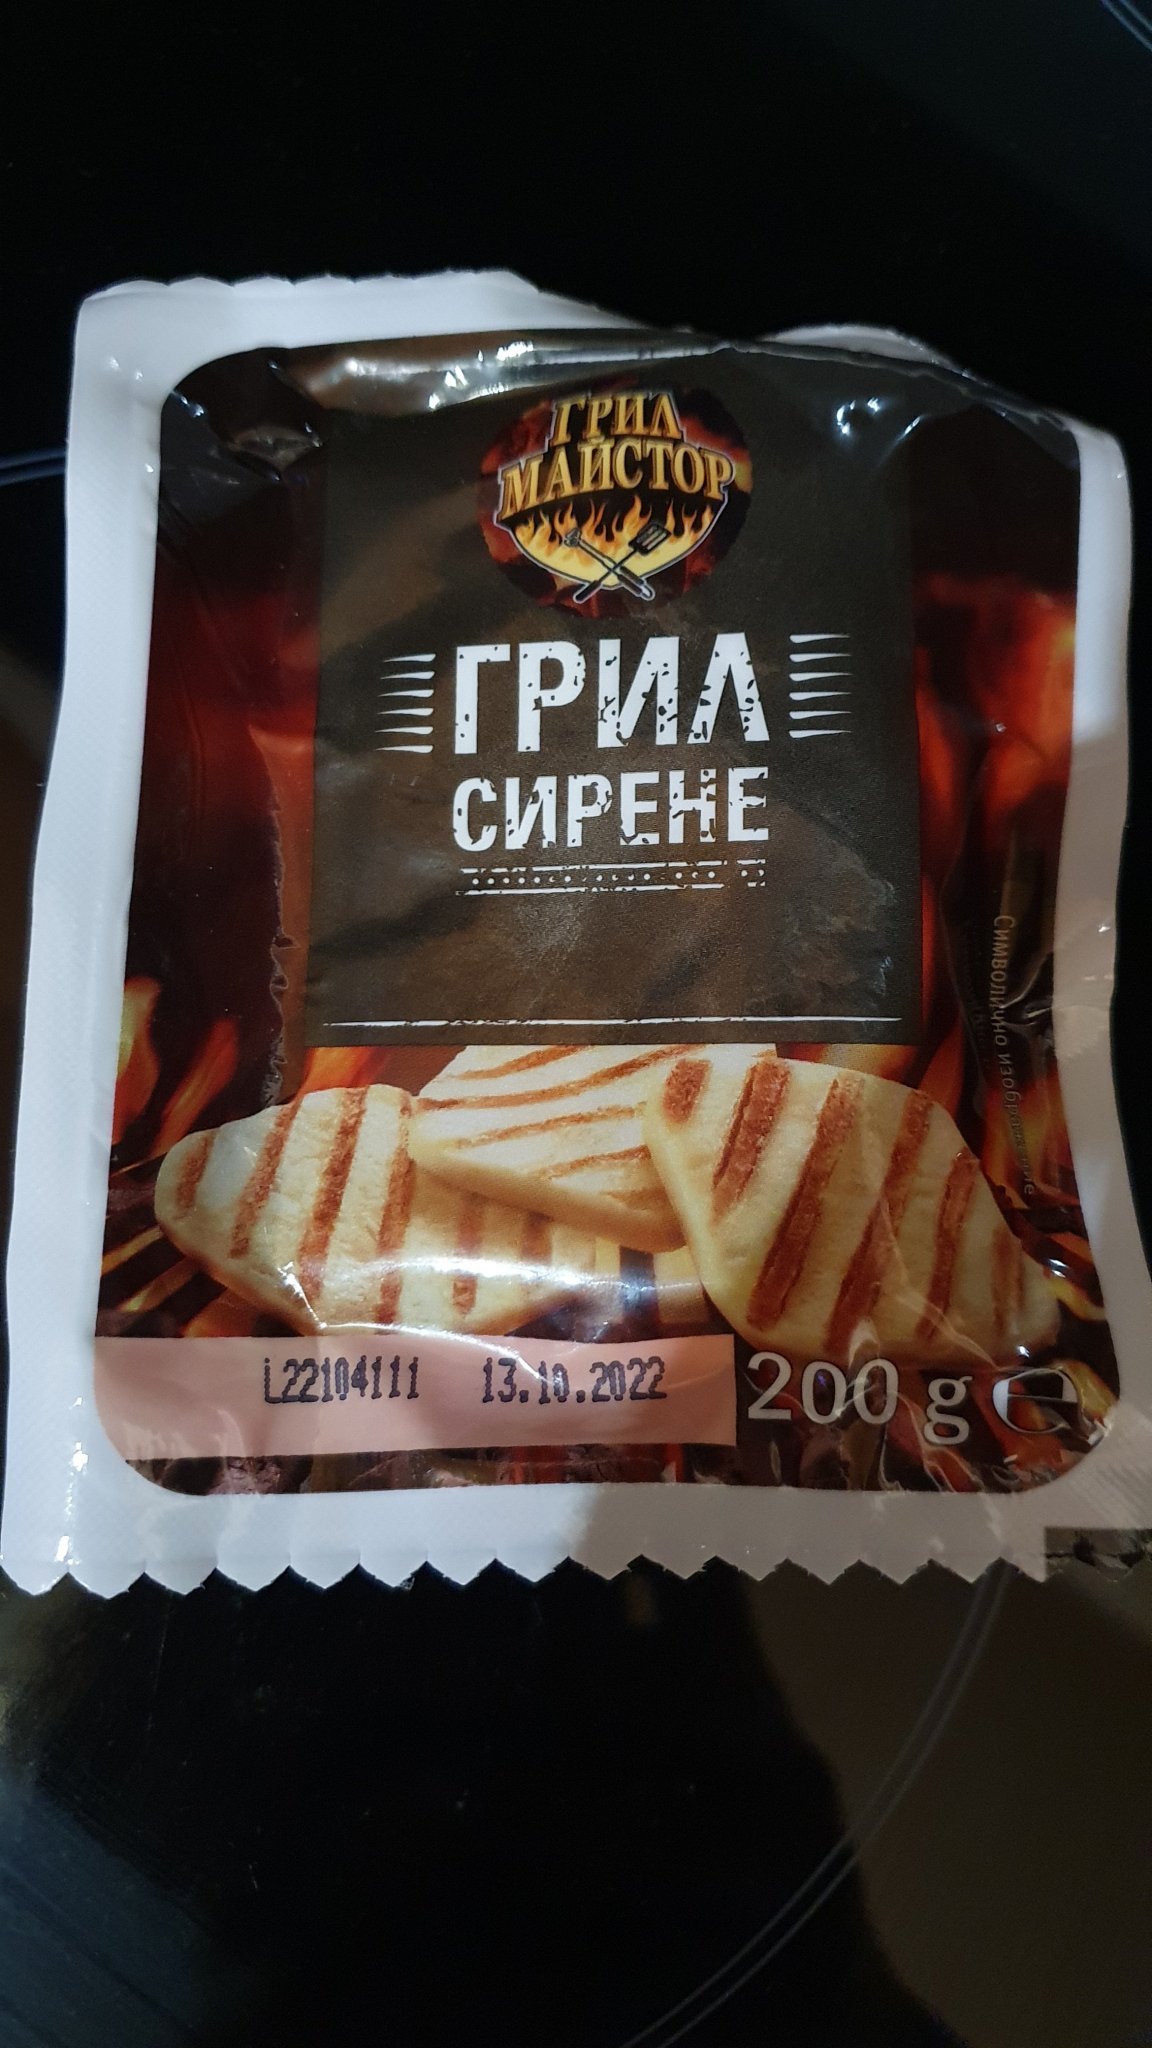 ГРИЛ
МАЙСТОР
ГРИЛ
СИРЕНЕ
Символично изображение
L22104111 13.10.2022
200 g e